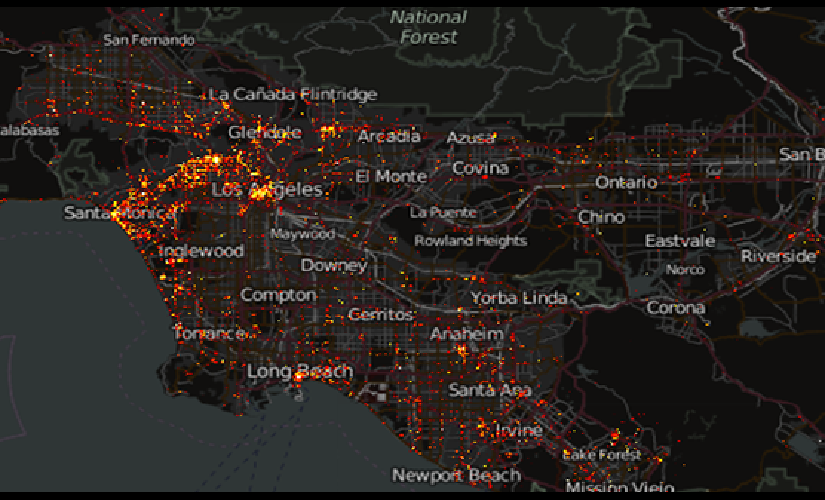 National
Forest
San Fernando
La Cañada Flintridge
alabasas
Glendale
Arcadia
Azusa
San B
Covina
El Monte
Ontario
Los Angeles
Santa Monica
La Puente
Chino
Maywood
Rowland Heights
Eastvale
Inglewood
Riverside
Downey
Norco
Compton
Yorba Linda
Corona
Cerritos
Torrance
Anaheim
Long Beach
Santa Ana
Irvine
Lake Forest
Newport Beach
Mission Viejo